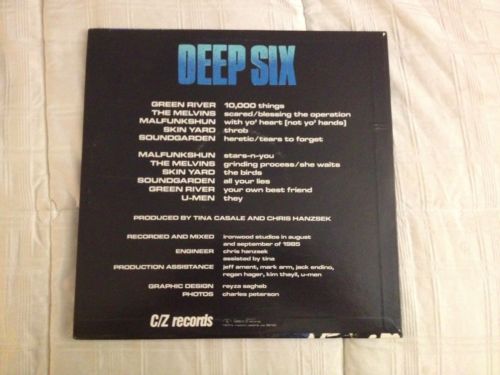 DEEP SIX
GREEN RIVER 10,000 things
THE MELVINS scared/blessing the operation
MALFUNKSHUN with yo' heart [not yo' hands]
SKIN YARD throb
SOUNDGARDEN heretic/tears to forget
MALFUNKSHUN stars-n-you
THE MELVINS grinding process/she waits
SKIN YARD the birds
SOUNDGARDEN all your lies
GREEN RIVER your own best friend
U-MEN they
PRODUCED BY TINA CASALE AND CHRIS HANZSEK
RECORDED AND MIXED ironwood studios in august
and september of 1985
ENGINEER chris hanzsek
assisted by tina
PRODUCTION ASSISTANCE jeff ament, mark arm, jack endino,
regan hager, kim thayil, u-men
GRAPHIC DESIGN reyza sagheb
PHOTOS charles peterson
C/Z records